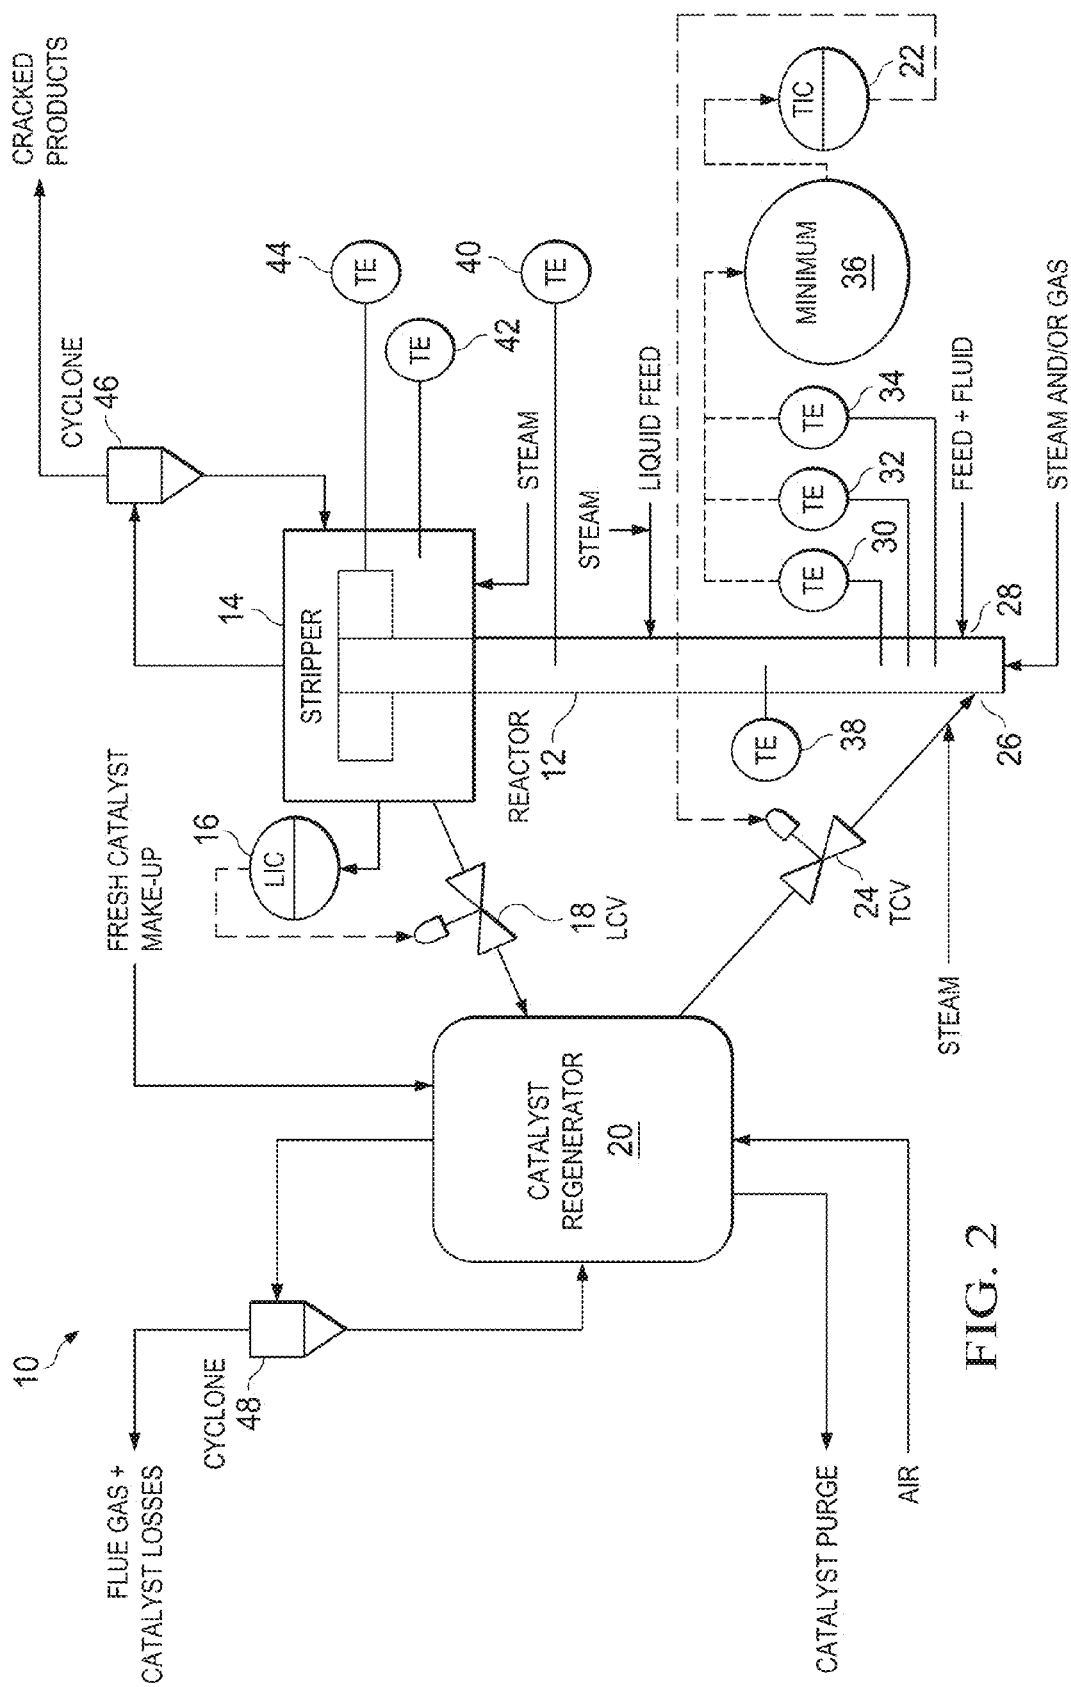 10
FLUE GAS +
CATALYST LOSSES
CYCLONE
48
FRESH CATALYST
MAKE-UP
CATALYST
REGENERATOR
20
CATALYST PURGE
AIR
LIC
16
18
LCV
STRIPPER
14
CYCLONE
46
CRACKED
PRODUCTS
TE
44
TE
42
TE
40
STEAM
REACTOR
12
STEAM
LIQUID FEED
TE
38
24
TCV
STEAM
26
28
TE
30
TE
32
TE
34
MINIMUM
36
TIC
22
FEED + FLUID
STEAM AND/OR GAS
FIG. 2